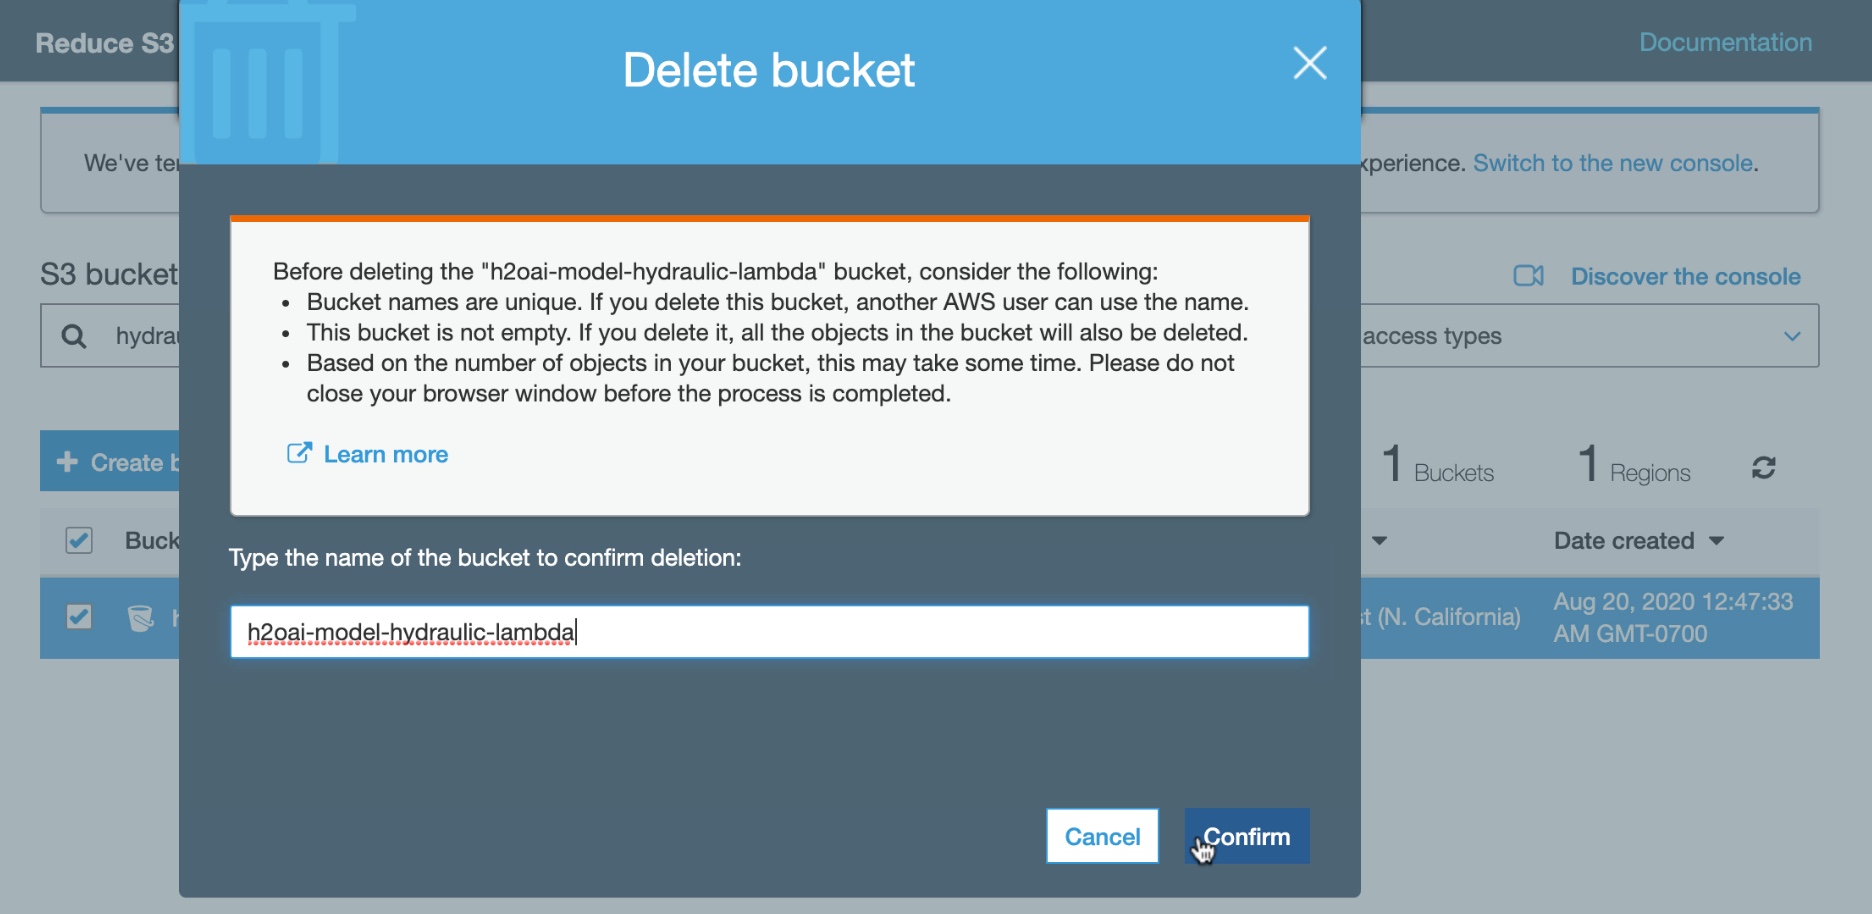 Reduce S3
Delete bucket
Documentation
We've
xperience. Switch to the new console.
Before deleting the "h2oai-model-hydraulic-lambda" bucket, consider the following:
• Bucket names are unique. If you delete this bucket, another AWS user can use the name.
• This bucket is not empty. If you delete it, all the objects in the bucket will also be deleted.
• Based on the number of objects in your bucket, this may take some time. Please do not
close your browser window before the process is completed.
Learn more
S3 bucket
Discover the console
hydrau
access types
Create b
1 Buckets
1 Regions
Type the name of the bucket to confirm deletion:
Buck
Date created
h2oai-model-hydraulic-lambda
h
st (N. California)
Aug 20, 2020 12:47:33
AM GMT-0700
Cancel
Confirm